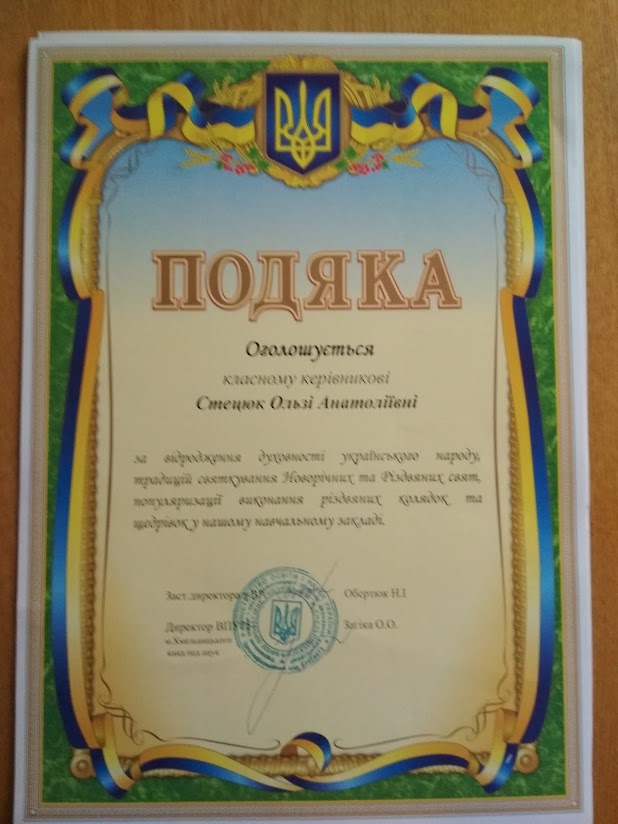 ПОДЯКА
Оголошується
класному керівникові
Стецюк Ользі Анатоліївні
за відродження духовності українського народу,
традицій святкування Новорічних та Різдвяних свят,
популяризації виконання різдвяних колядок та
щедрівок у нашому навчальному закладі.
Заст.директора з ВР Обертюк Н.І
Директор ВПУ Загіка О.О.
м.Хмельницького
канд.пед.наук